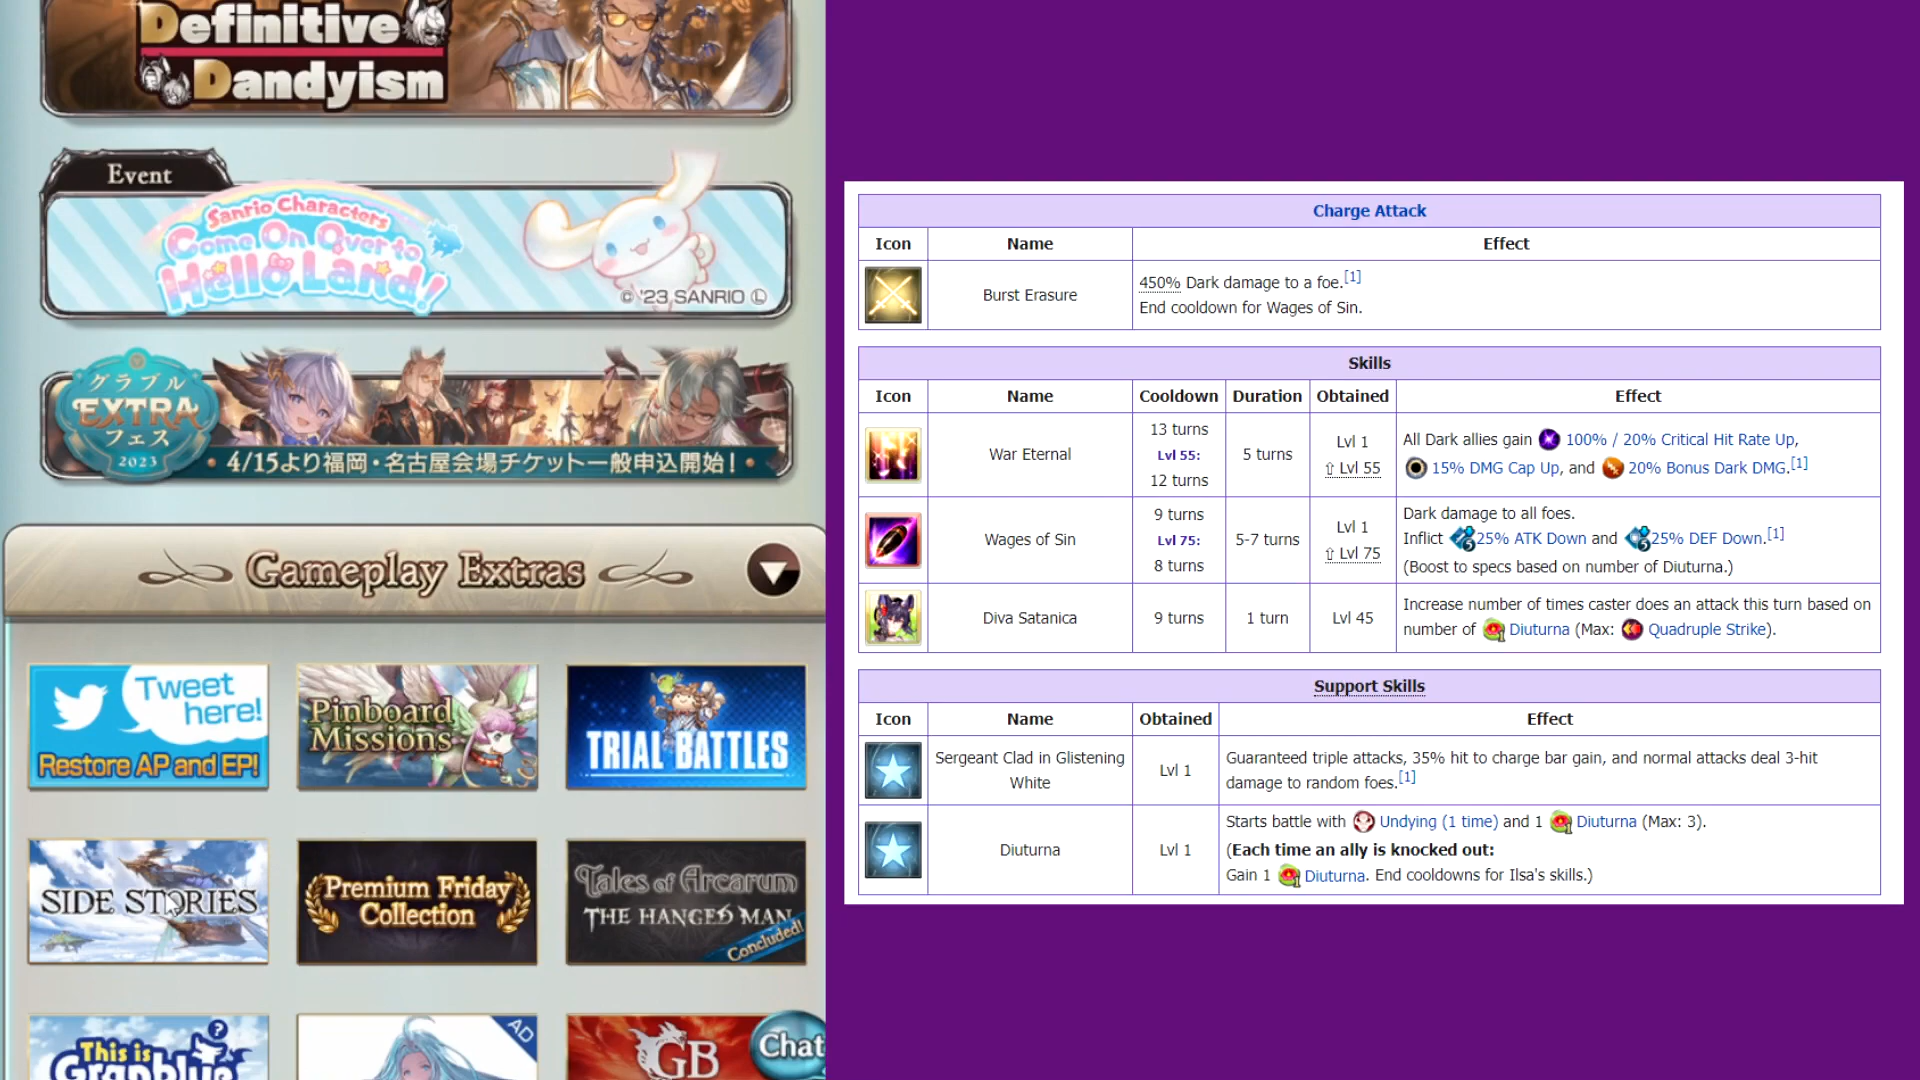 Definitive
Dandyism
Event
Sanrio Characters
Come On Over to
Hello Land!
© '23 SANRIO Ⓛ
グラブル
EXTRA
フェス
2023
4/15より福岡・名古屋会場チケット一般申込開始！
Gameplay Extras
Tweet
here!
Restore AP and EP!
Pinboard
Missions
TRIAL BATTLES
SIDE STORIES
Premium Friday
Collection
Tales of Arcarum
THE HANGED MAN
Concluded!
This is
Granblue
?
AD
GB
Chat
Charge Attack
Icon Name Effect
Burst Erasure
450% Dark damage to a foe.[1]
End cooldown for Wages of Sin.
Skills
Icon Name Cooldown Duration Obtained Effect
War Eternal
13 turns
Lvl 55:
12 turns
5 turns
Lvl 1
⇧ Lvl 55
All Dark allies gain 100% / 20% Critical Hit Rate Up,
15% DMG Cap Up, and 20% Bonus Dark DMG.[1]
Wages of Sin
9 turns
Lvl 75:
8 turns
5-7 turns
Lvl 1
⇧ Lvl 75
Dark damage to all foes.
Inflict 25% ATK Down and 25% DEF Down.[1]
(Boost to specs based on number of Diuturna.)
Diva Satanica
9 turns
1 turn
Lvl 45
Increase number of times caster does an attack this turn based on
number of Diuturna (Max: Quadruple Strike).
Support Skills
Icon Name Obtained Effect
Sergeant Clad in Glistening
White
Lvl 1
Guaranteed triple attacks, 35% hit to charge bar gain, and normal attacks deal 3-hit
damage to random foes.[1]
Diuturna
Lvl 1
Starts battle with Undying (1 time) and 1 Diuturna (Max: 3).
(Each time an ally is knocked out:
Gain 1 Diuturna. End cooldowns for Ilsa's skills.)